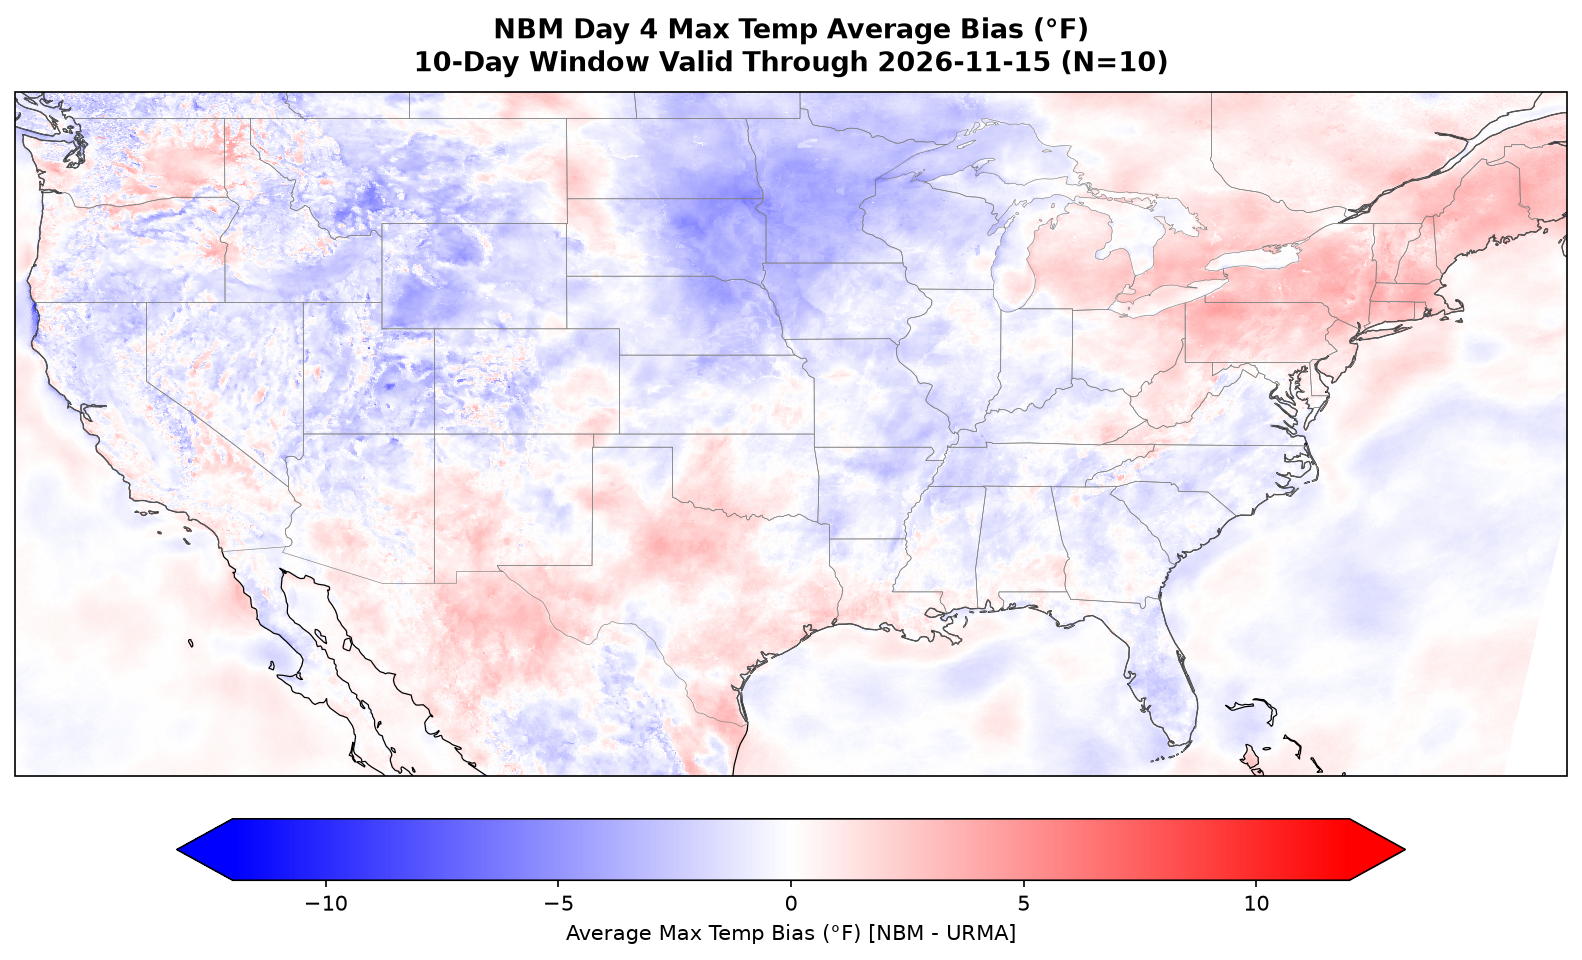 NBM Day 4 Max Temp Average Bias (°F)
10-Day Window Valid Through 2026-11-15 (N=10)
−10 −5 0 5 10
Average Max Temp Bias (°F) [NBM - URMA]